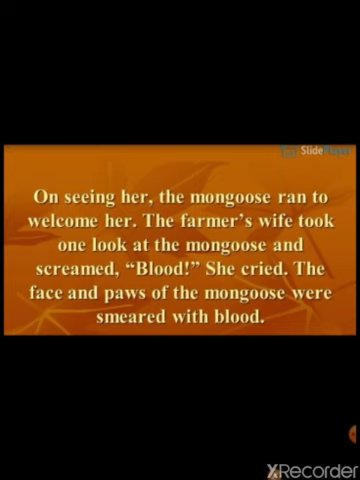 Slide
On seeing her, the mongoose ran to
welcome her. The farmer's wife took
one look at the mongoose and
screamed, “Blood!” She cried. The
face and paws of the mongoose were
smeared with blood.
XRecorder